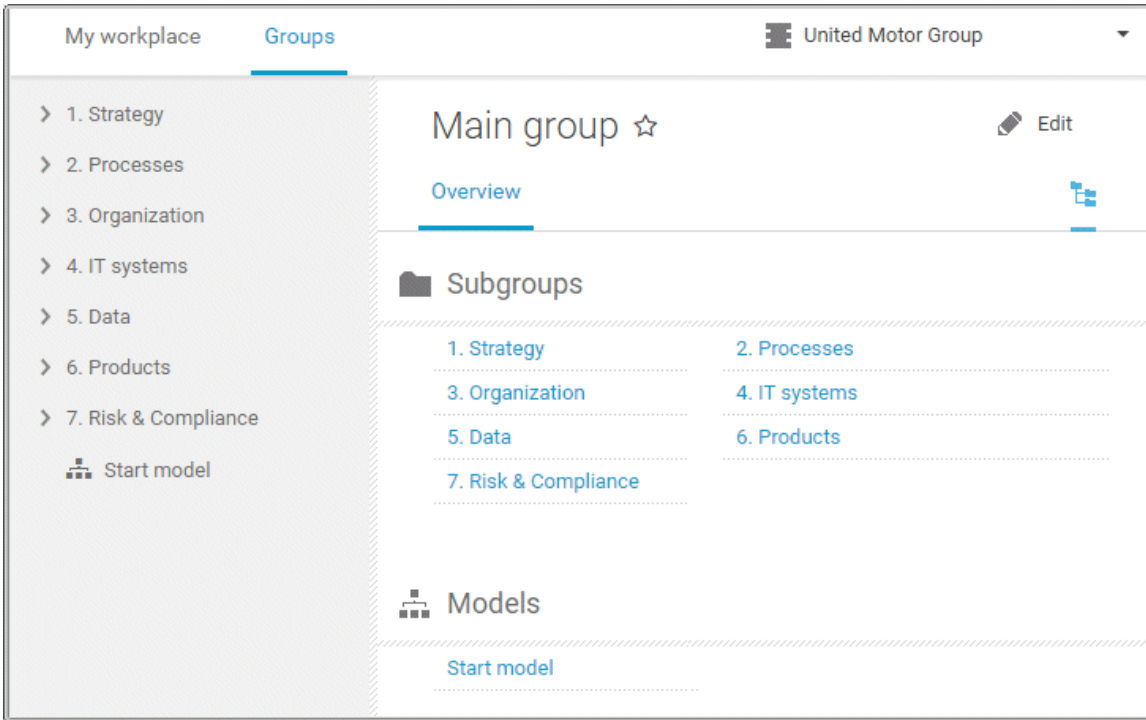 My workplace Groups United Motor Group
1. Strategy
2. Processes
3. Organization
4. IT systems
5. Data
6. Products
7. Risk & Compliance
Start model
Main group Edit
Overview
Subgroups
1. Strategy 2. Processes
3. Organization 4. IT systems
5. Data 6. Products
7. Risk & Compliance
Models
Start model